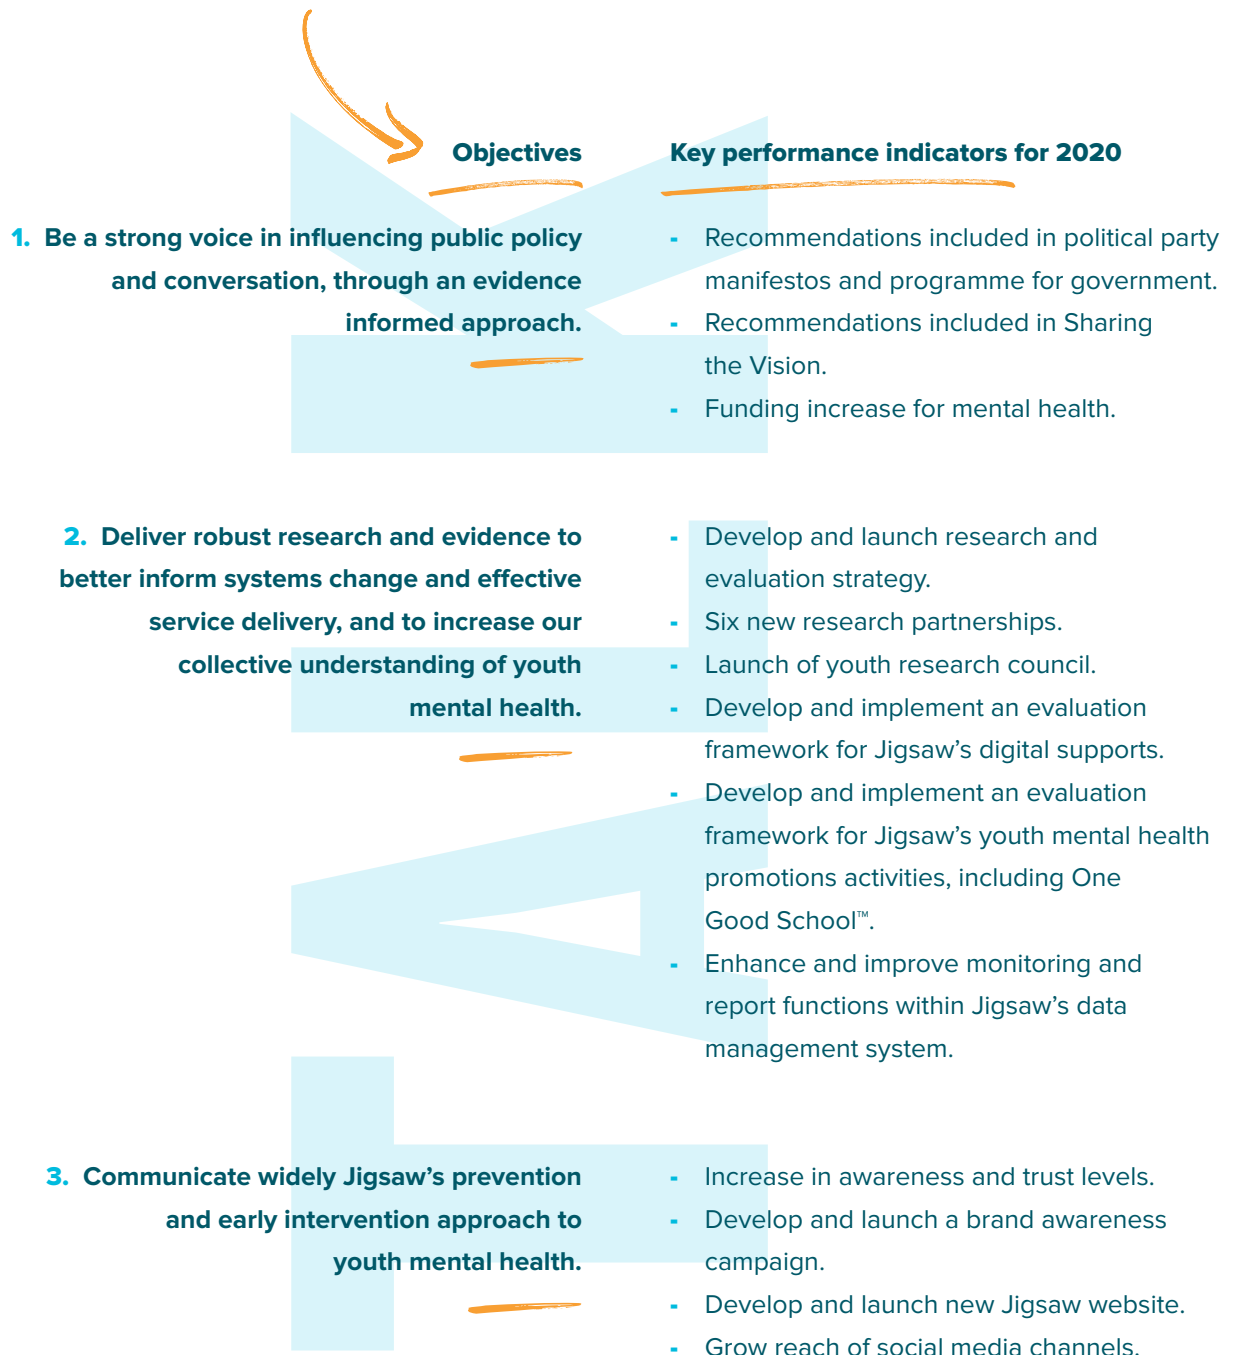 Objectives
Key performance indicators for 2020
1. Be a strong voice in influencing public policy
and conversation, through an evidence
informed approach.
- Recommendations included in political party
manifestos and programme for government.
- Recommendations included in Sharing
the Vision.
- Funding increase for mental health.
2. Deliver robust research and evidence to
better inform systems change and effective
service delivery, and to increase our
collective understanding of youth
mental health.
- Develop and launch research and
evaluation strategy.
- Six new research partnerships.
- Launch of youth research council.
- Develop and implement an evaluation
framework for Jigsaw’s digital supports.
- Develop and implement an evaluation
framework for Jigsaw’s youth mental health
promotions activities, including One
Good School™.
- Enhance and improve monitoring and
report functions within Jigsaw’s data
management system.
3. Communicate widely Jigsaw’s prevention
and early intervention approach to
youth mental health.
- Increase in awareness and trust levels.
- Develop and launch a brand awareness
campaign.
- Develop and launch new Jigsaw website.
- Grow reach of social media channels.
TALK